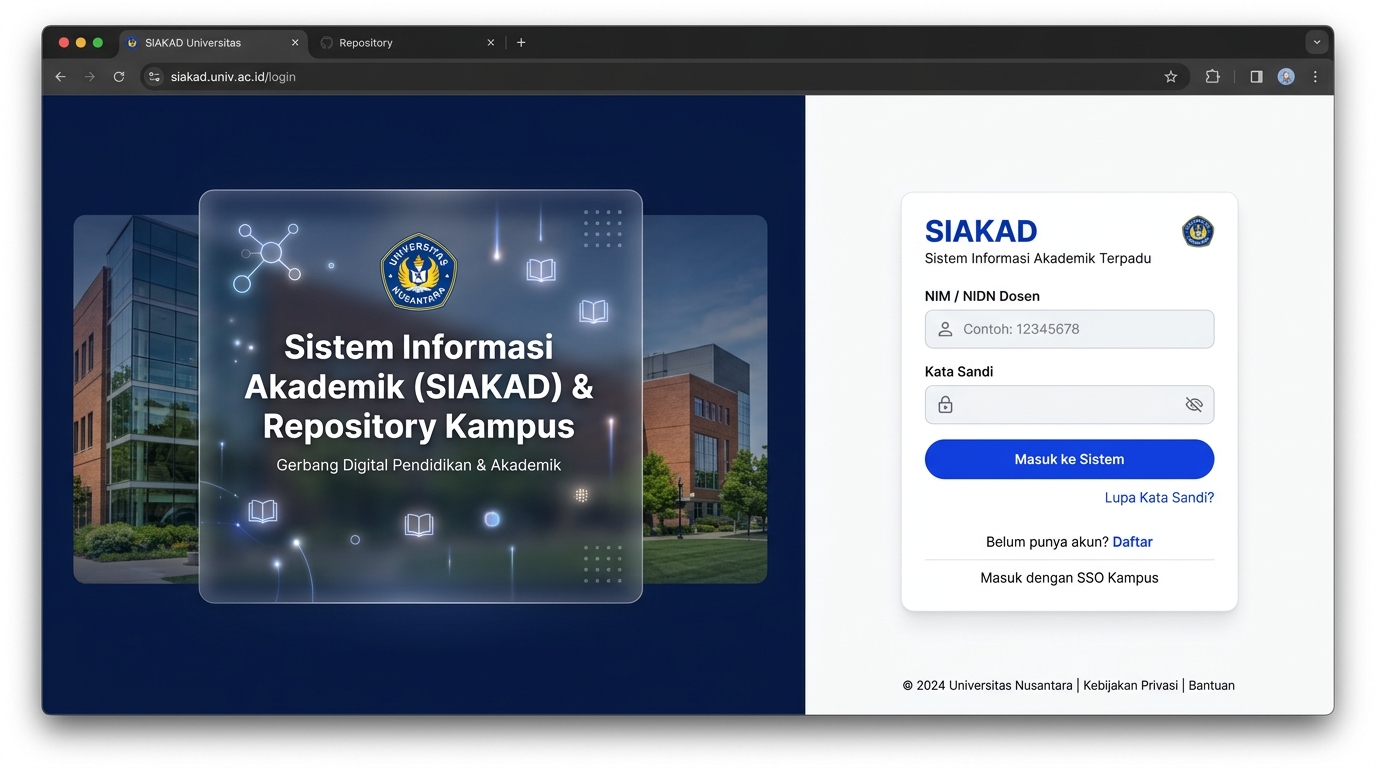 SIAKAD Universitas
Repository
siakad.univ.ac.id/login
UNIVERSITAS
NUSANTARA
Sistem Informasi
Akademik (SIAKAD) &
Repository Kampus
Gerbang Digital Pendidikan & Akademik
SIAKAD
Sistem Informasi Akademik Terpadu
NIM / NIDN Dosen
Contoh: 12345678
Kata Sandi
Masuk ke Sistem
Lupa Kata Sandi?
Belum punya akun? Daftar
Masuk dengan SSO Kampus
© 2024 Universitas Nusantara | Kebijakan Privasi | Bantuan